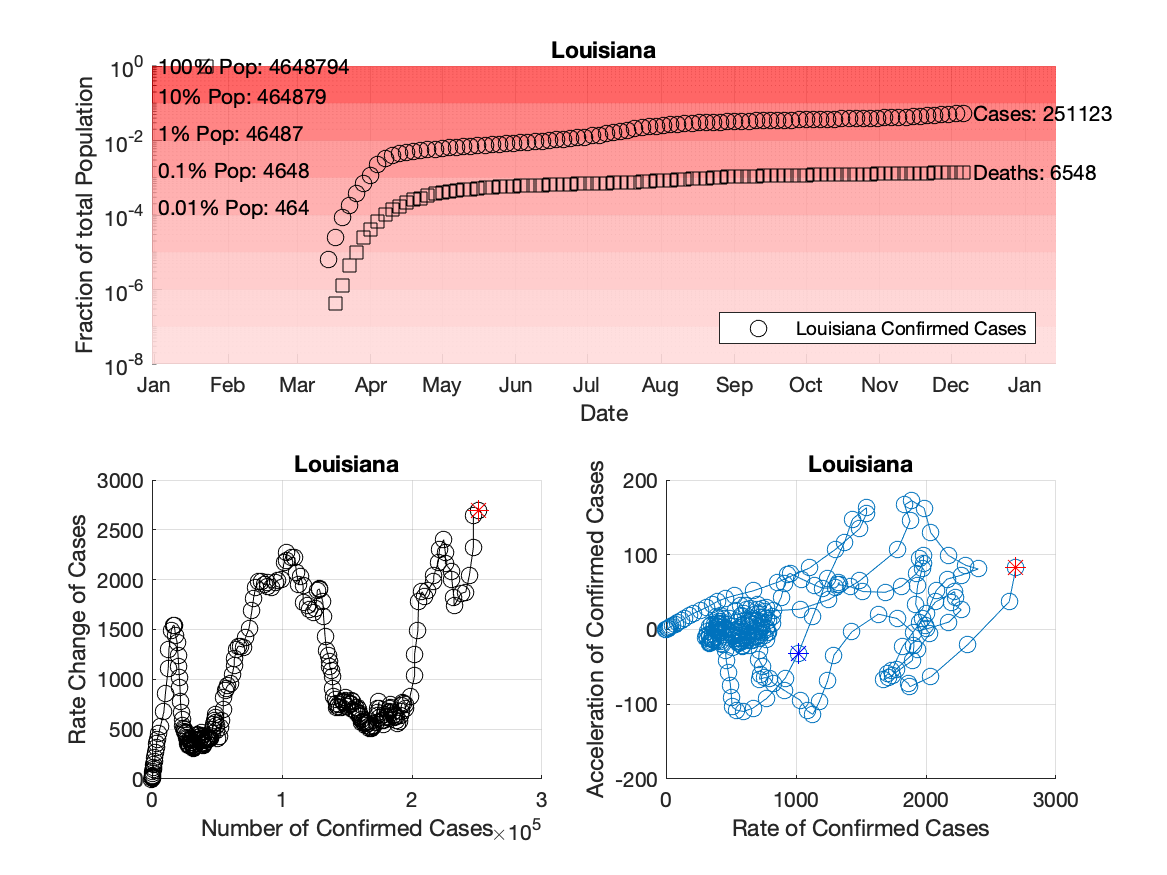 Louisiana
10^0
10^-2
10^-4
10^-6
10^-8
Fraction of total Population
100% Pop: 4648794
10% Pop: 464879
1% Pop: 46487
0.1% Pop: 4648
0.01% Pop: 464
Cases: 251123
Deaths: 6548
Louisiana Confirmed Cases
Jan Feb Mar Apr May Jun Jul Aug Sep Oct Nov Dec Jan
Date
Louisiana
3000
2500
2000
1500
1000
500
0
Rate Change of Cases
0 1 2 3
Number of Confirmed Cases
×10^5
Louisiana
200
100
0
-100
-200
Acceleration of Confirmed Cases
0 1000 2000 3000
Rate of Confirmed Cases